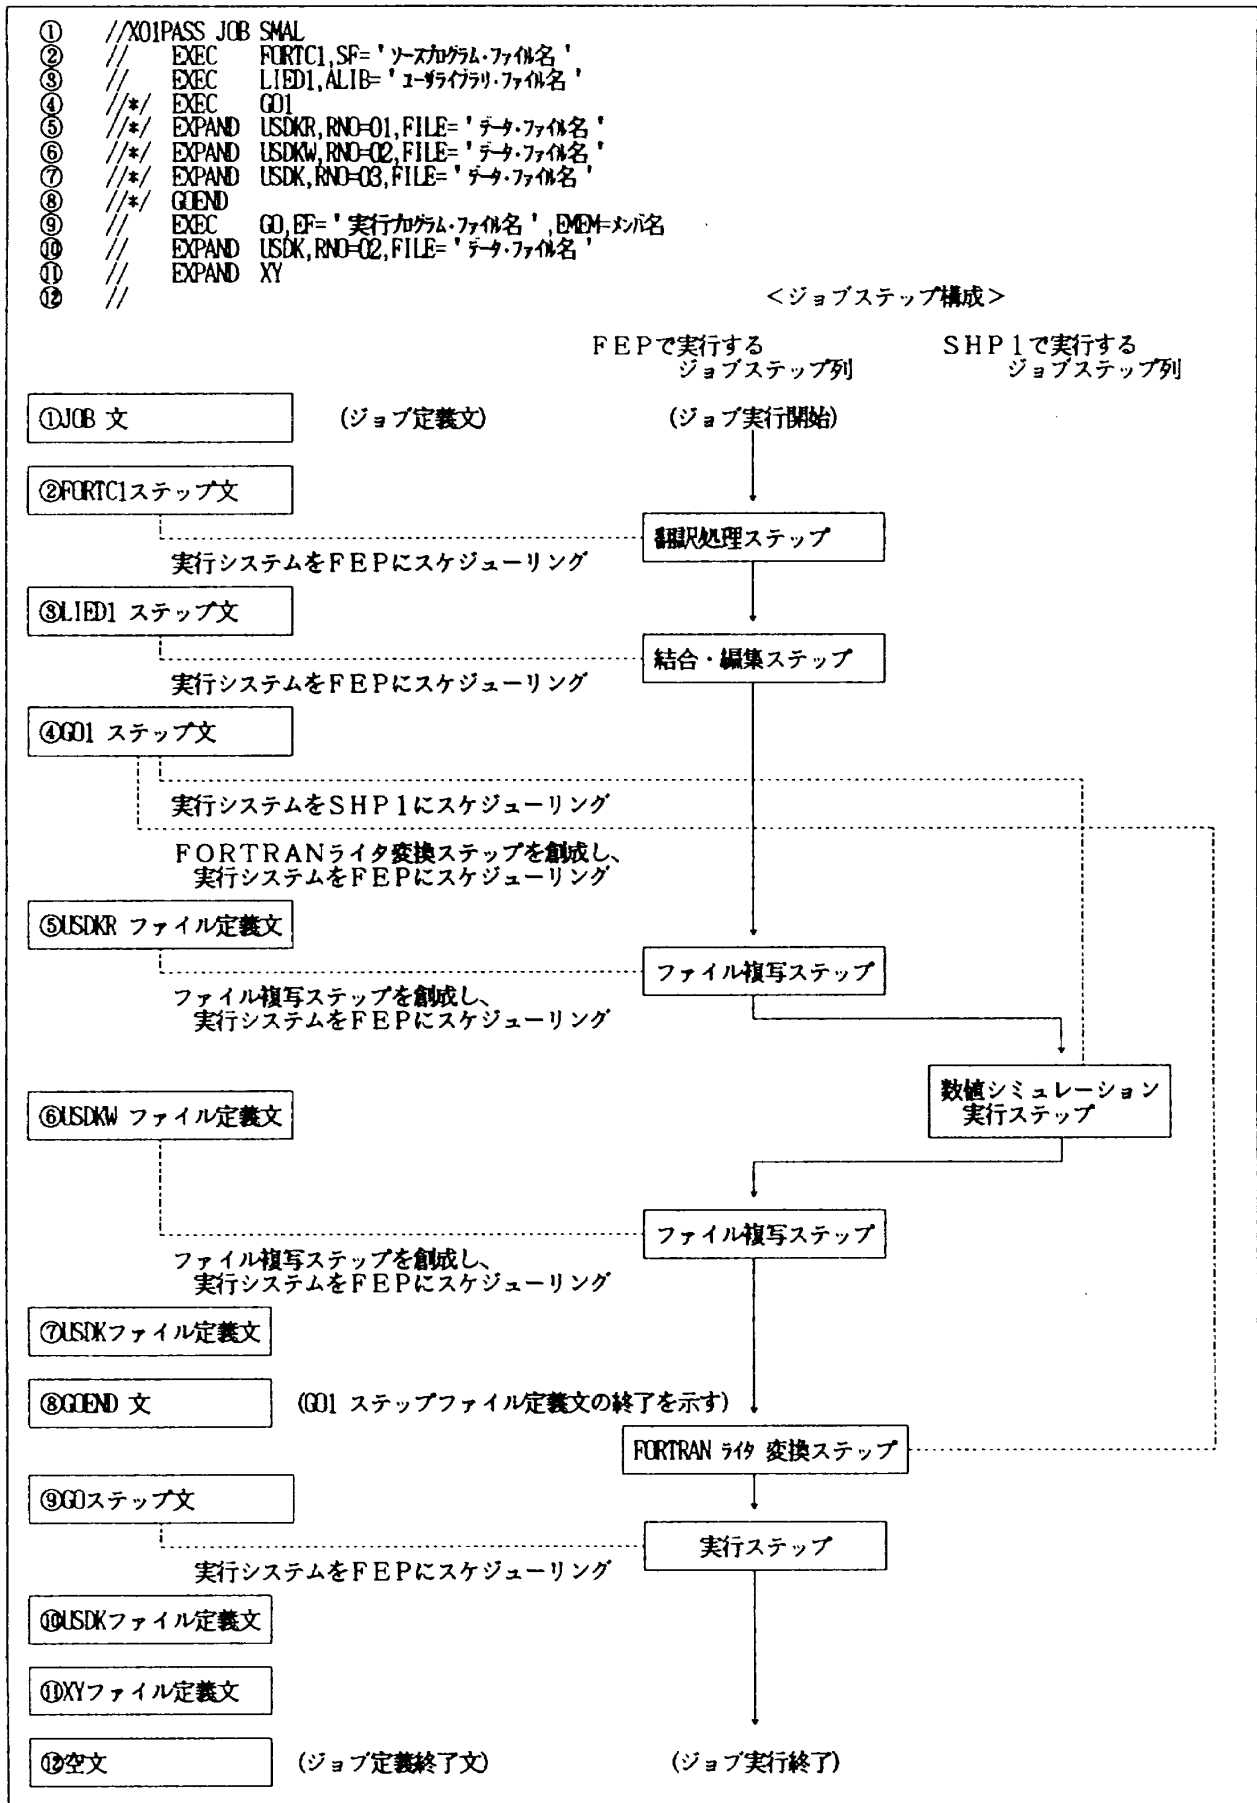 ① //X01PASS JOB SMAL
② // EXEC FORTC1,SF='ソースプログラム・ファイル名'
③ // EXEC LIED1,ALIB='ユーザライブラリ・ファイル名'
④ //*/ EXEC GO1
⑤ //*/ EXPAND USDKR,RNO=01,FILE='データ・ファイル名'
⑥ //*/ EXPAND USDKW,RNO=02,FILE='データ・ファイル名'
⑦ //*/ EXPAND USDK,RNO=03,FILE='データ・ファイル名'
⑧ //*/ GOEND
⑨ // EXEC GO,EF='実行プログラム・ファイル名',EMEM=メンバ名
⑩ // EXPAND USDK,RNO=02,FILE='データ・ファイル名'
⑪ // EXPAND XY
⑫ //
<ジョブステップ構成>
FEPで実行する
ジョブステップ列
SHP1で実行する
ジョブステップ列
①JOB 文
(ジョブ定義文)
(ジョブ実行開始)
②FORTC1ステップ文
翻訳処理ステップ
実行システムをFEPにスケジューリング
③LIED1 ステップ文
結合・編集ステップ
実行システムをFEPにスケジューリング
④GO1 ステップ文
実行システムをSHP1にスケジューリング
FORTRANライタ変換ステップを創成し、
実行システムをFEPにスケジューリング
⑤USDKR ファイル定義文
ファイル複写ステップ
ファイル複写ステップを創成し、
実行システムをFEPにスケジューリング
数値シミュレーション
実行ステップ
⑥USDKW ファイル定義文
ファイル複写ステップ
ファイル複写ステップを創成し、
実行システムをFEPにスケジューリング
⑦USDKファイル定義文
⑧GOEND 文
(GO1 ステップファイル定義文の終了を示す)
FORTRAN ライタ 変換ステップ
⑨GOステップ文
実行ステップ
実行システムをFEPにスケジューリング
⑩USDKファイル定義文
⑪XYファイル定義文
⑫空文
(ジョブ定義終了文)
(ジョブ実行終了)